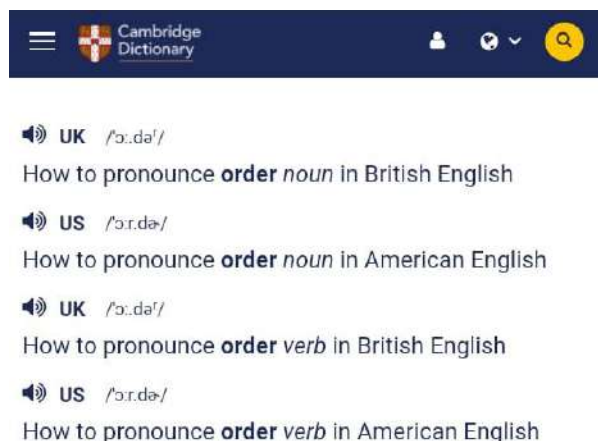 Cambridge
Dictionary
UK /ˈɔː.dəʳ/
How to pronounce order noun in British English
US /ˈɔːr.dɚ/
How to pronounce order noun in American English
UK /ˈɔː.dəʳ/
How to pronounce order verb in British English
US /ˈɔːr.dɚ/
How to pronounce order verb in American English